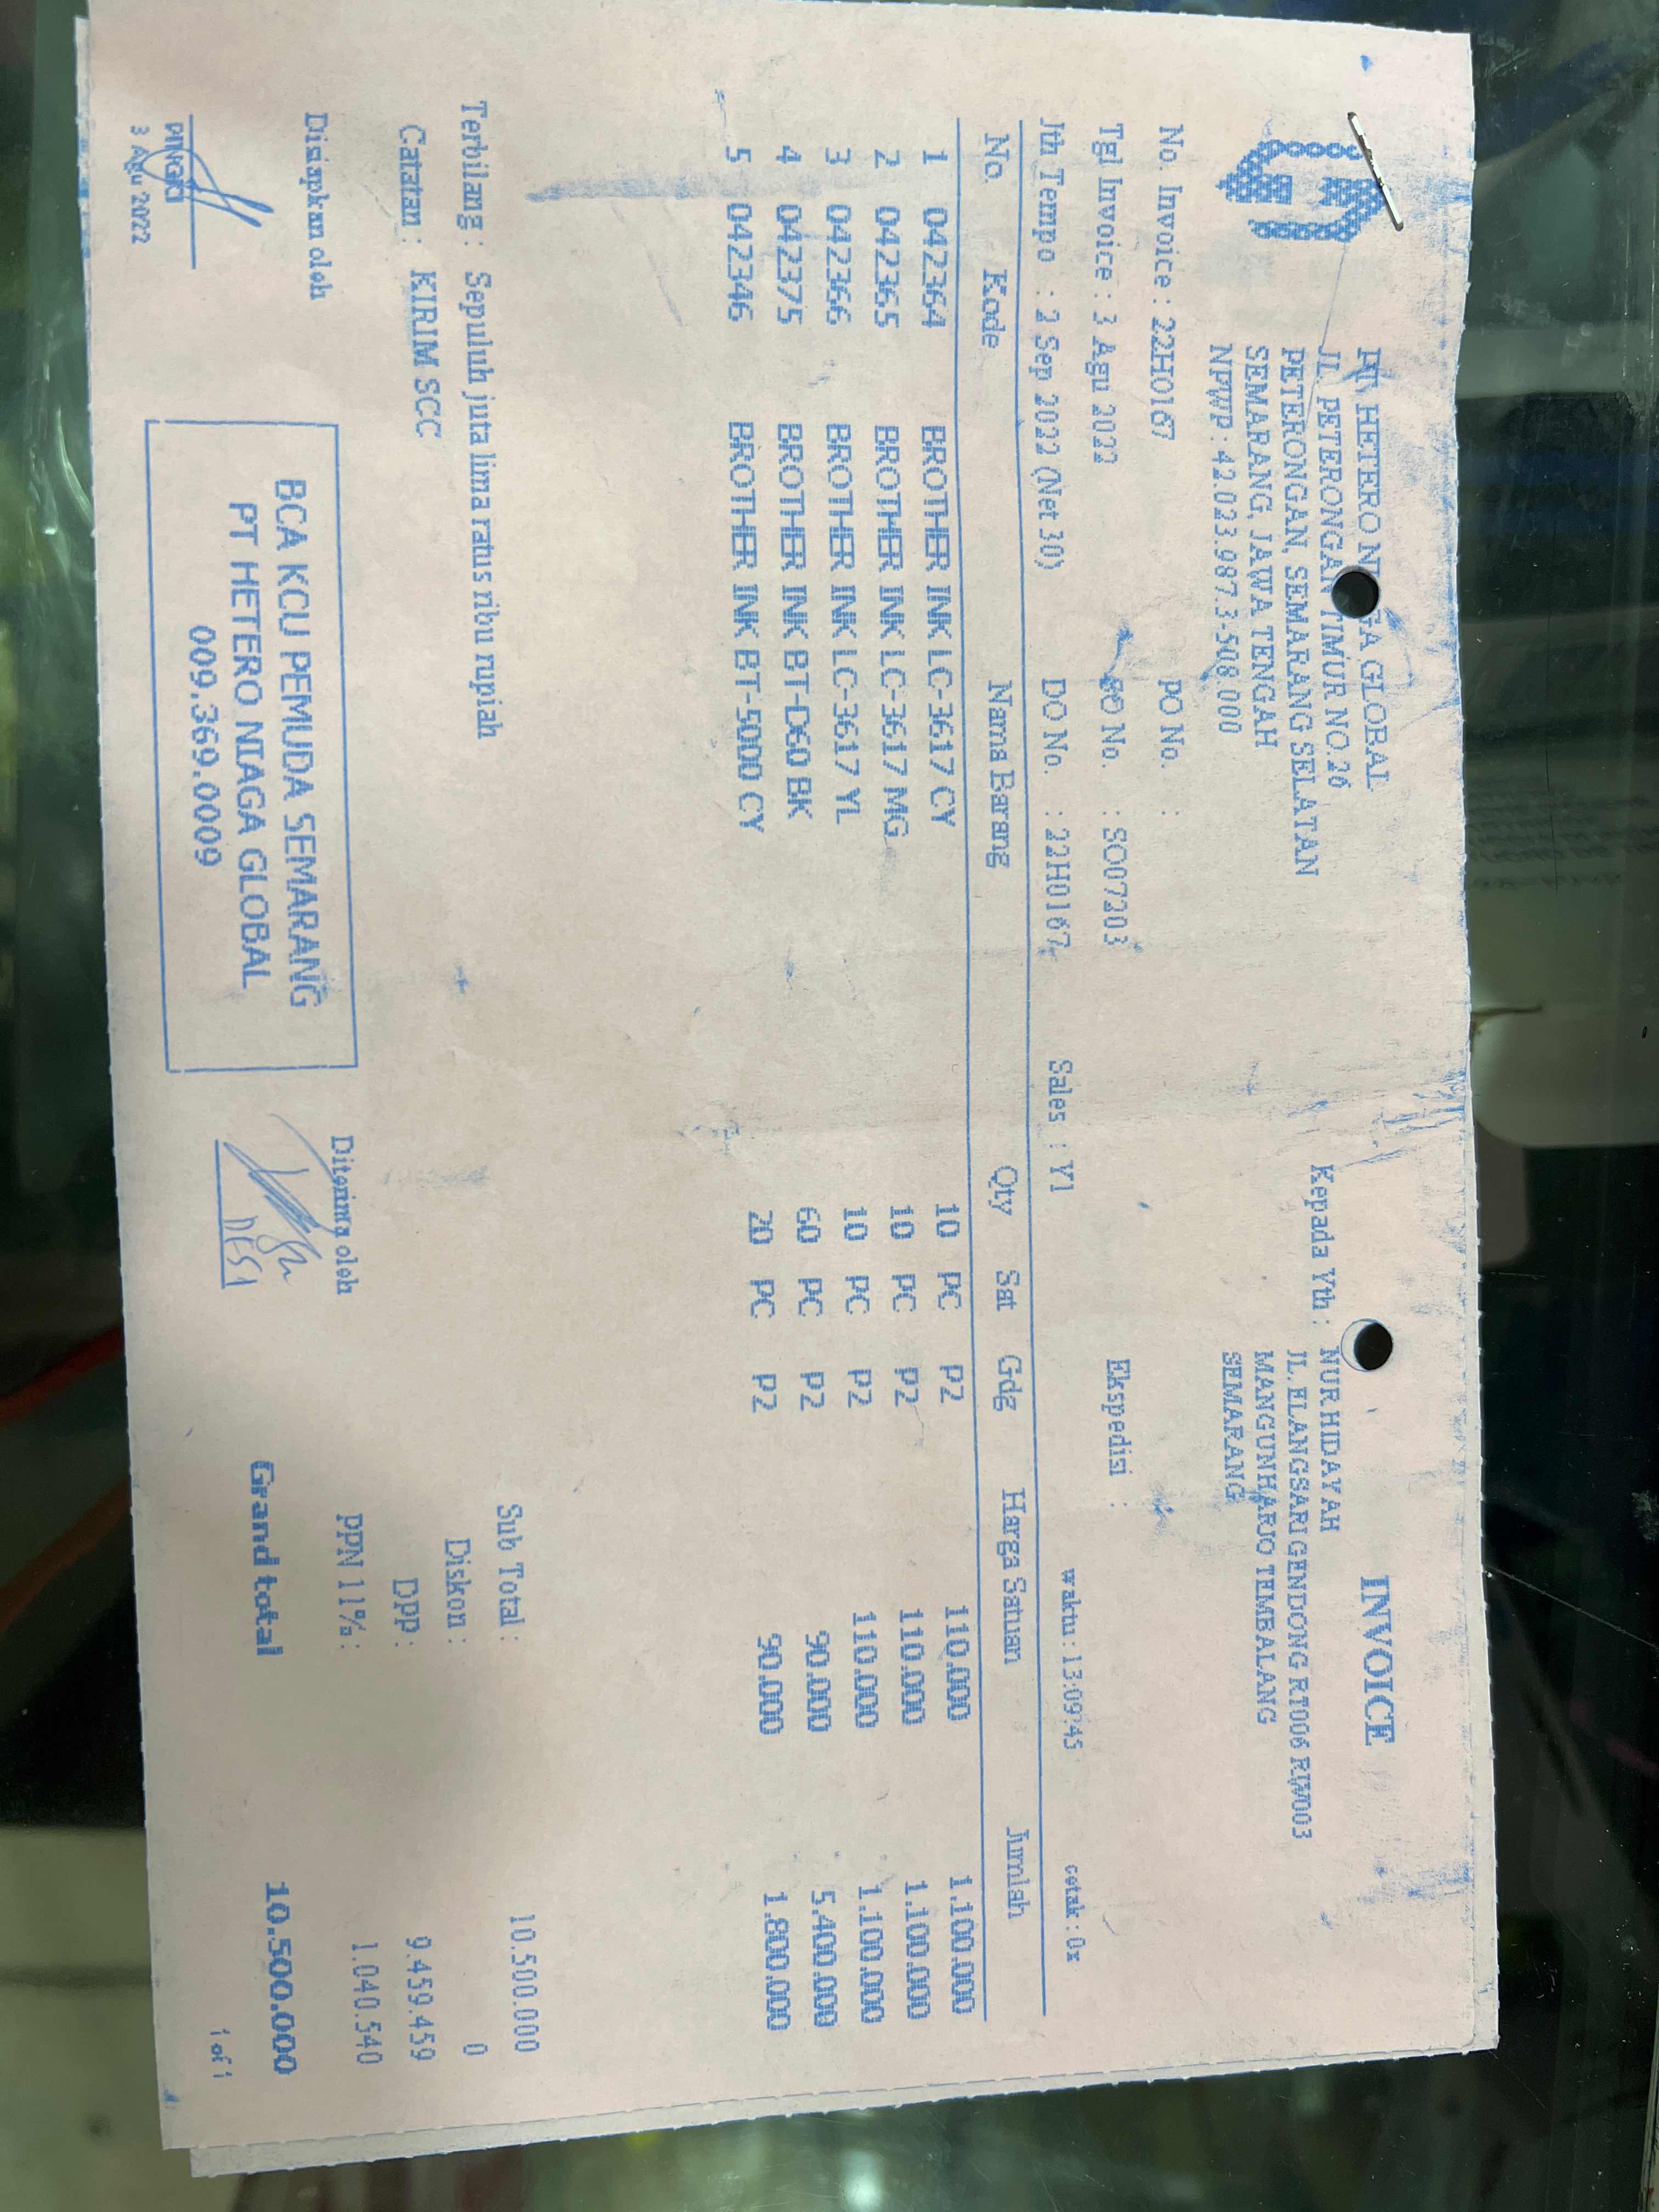 INVOICE
PT. HETERO NIAGA GLOBAL
JL. PETERONGAN TIMUR NO.26
PETERONGAN, SEMARANG SELATAN
SEMARANG, JAWA TENGAH
NPWP : 42.023.987.3-508.000
Kepada Yth : NUR HIDAYAH
JL. ELANGSARI GENDONG RT006 RW003
MANGUNHARJO TEMBALANG
SEMARANG
No. Invoice : 22H0167 PO No. :
Tgl Invoice : 3 Agu 2022 SO No. : SO07203 Ekspedisi :
Jth Tempo : 2 Sep 2022 (Net 30) DO No. : 22H0167 Sales : Y1 waktu : 13:09:45 cetak : 0x
No. Kode Nama Barang Qty Sat Gdg Harga Satuan Jumlah
1 042364 BROTHER INK LC-3617 CY 10 PC P2 110.000 1.100.000
2 042365 BROTHER INK LC-3617 MG 10 PC P2 110.000 1.100.000
3 042366 BROTHER INK LC-3617 YL 10 PC P2 110.000 1.100.000
4 042375 BROTHER INK BT-D60 BK 60 PC P2 90.000 5.400.000
5 042346 BROTHER INK BT-5000 CY 20 PC P2 90.000 1.800.000
Terbilang : Sepuluh juta lima ratus ribu rupiah
Catatan : KIRIM SCC
Sub Total : 10.500.000
Diskon : 0
DPP : 9.459.459
PPN 11% : 1.040.540
Grand total 10.500.000
Disiapkan oleh
3 Agu 2022
BCA KCU PEMUDA SEMARANG
PT HETERO NIAGA GLOBAL
009.369.0009
Diterima oleh
DESI
1 of 1